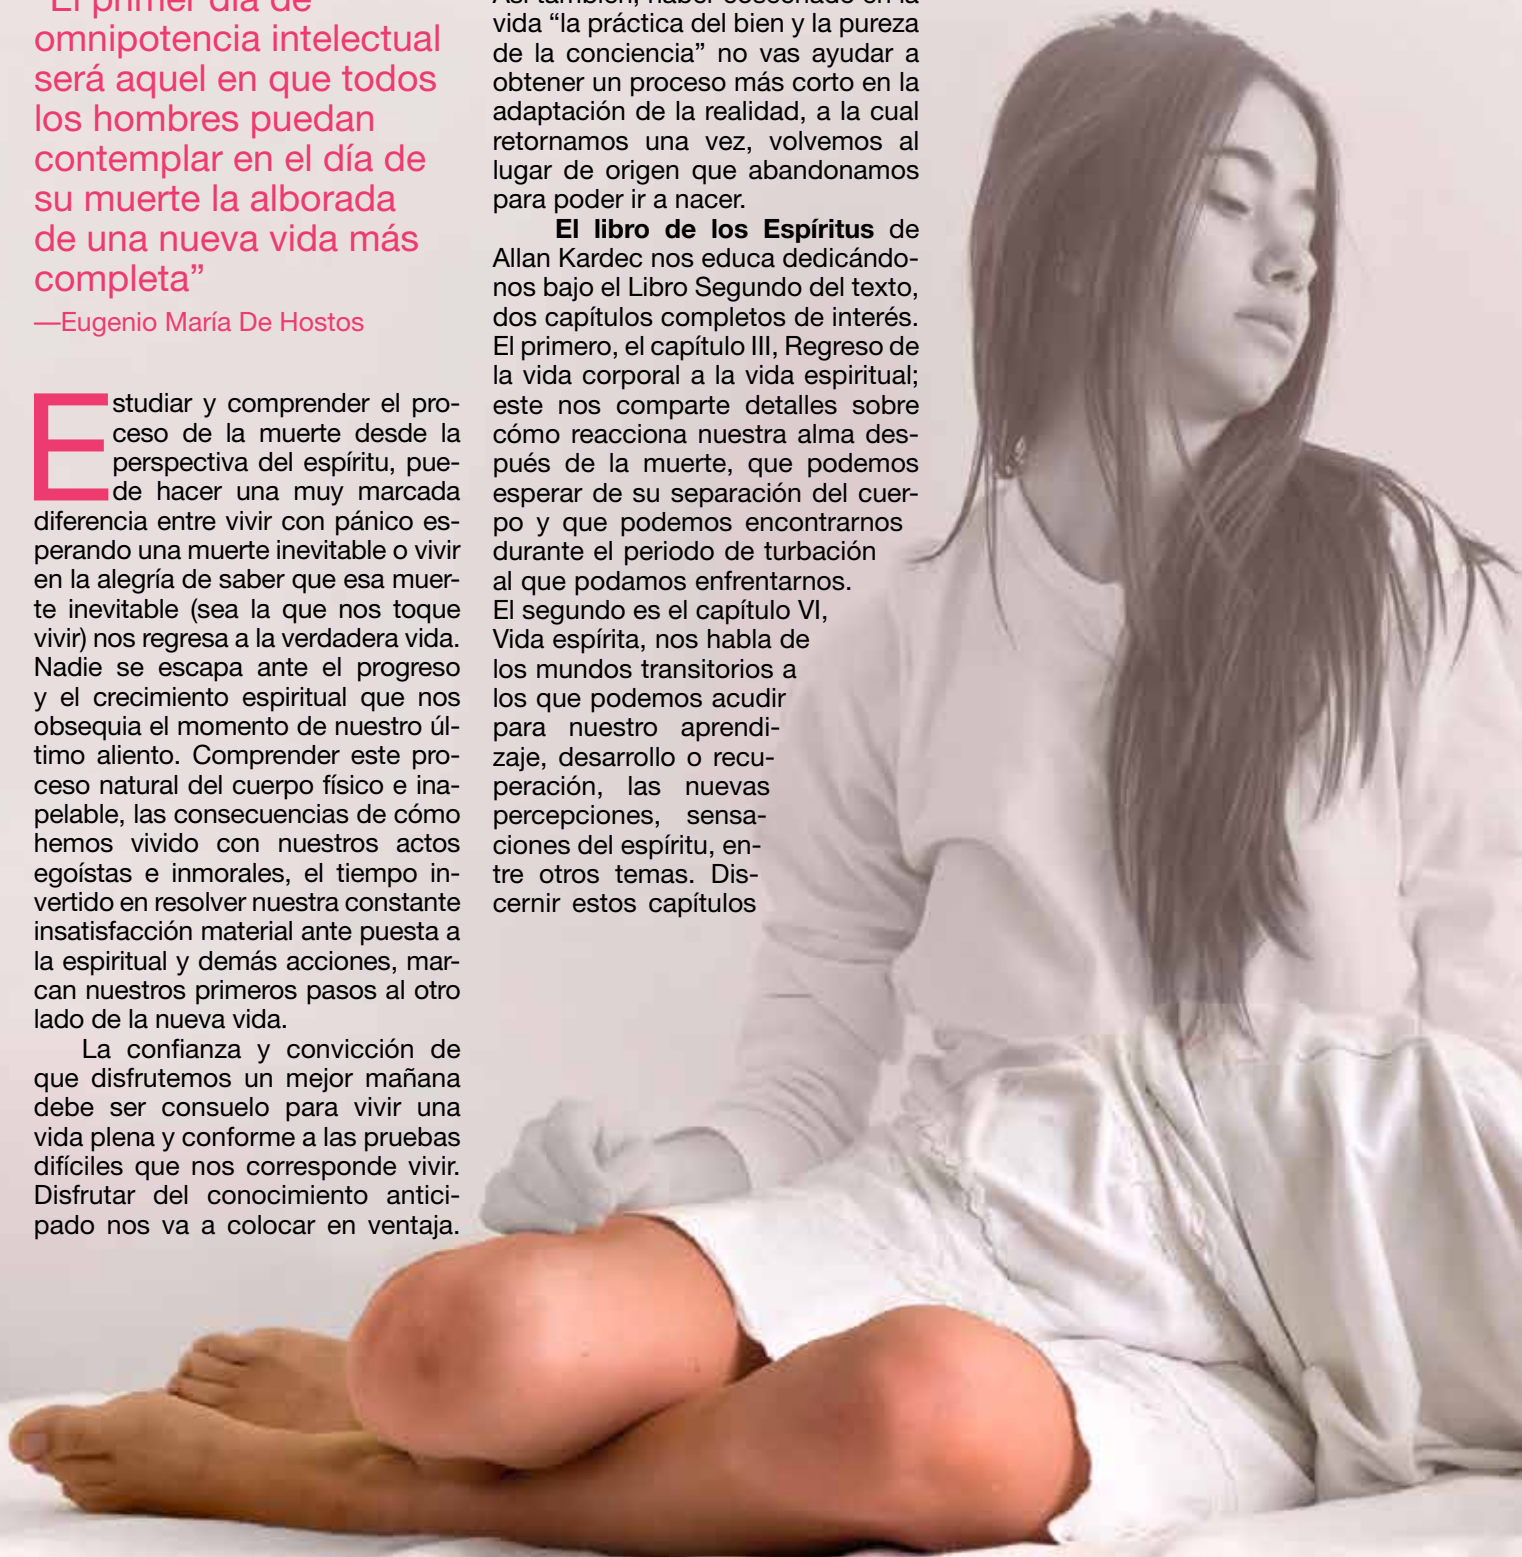 “El primer día de
omnipotencia intelectual
será aquel en que todos
los hombres puedan
contemplar en el día de
su muerte la alborada
de una nueva vida más
completa”
—Eugenio María De Hostos
Estudiar y comprender el pro-
ceso de la muerte desde la
perspectiva del espíritu, pue-
de hacer una muy marcada
diferencia entre vivir con pánico es-
perando una muerte inevitable o vivir
en la alegría de saber que esa muer-
te inevitable (sea la que nos toque
vivir) nos regresa a la verdadera vida.
Nadie se escapa ante el progreso
y el crecimiento espiritual que nos
obsequia el momento de nuestro úl-
timo aliento. Comprender este pro-
ceso natural del cuerpo físico e ina-
pelable, las consecuencias de cómo
hemos vivido con nuestros actos
egoístas e inmorales, el tiempo in-
vertido en resolver nuestra constante
insatisfacción material ante puesta a
la espiritual y demás acciones, mar-
can nuestros primeros pasos al otro
lado de la nueva vida.
La confianza y convicción de
que disfrutemos un mejor mañana
debe ser consuelo para vivir una
vida plena y conforme a las pruebas
difíciles que nos corresponde vivir.
Disfrutar del conocimiento antici-
pado nos va a colocar en ventaja.
Así también, haber cosechado en la
vida “la práctica del bien y la pureza
de la conciencia” no vas ayudar a
obtener un proceso más corto en la
adaptación de la realidad, a la cual
retornamos una vez, volvemos al
lugar de origen que abandonamos
para poder ir a nacer.
El libro de los Espíritus de
Allan Kardec nos educa dedicándo-
nos bajo el Libro Segundo del texto,
dos capítulos completos de interés.
El primero, el capítulo III, Regreso de
la vida corporal a la vida espiritual;
este nos comparte detalles sobre
cómo reacciona nuestra alma des-
pués de la muerte, que podemos
esperar de su separación del cuer-
po y que podemos encontrarnos
durante el periodo de turbación
al que podamos enfrentarnos.
El segundo es el capítulo VI,
Vida espírita, nos habla de
los mundos transitorios a
los que podemos acudir
para nuestro aprendi-
zaje, desarrollo o recu-
peración, las nuevas
percepciones, sensa-
ciones del espíritu, en-
tre otros temas. Dis-
cernir estos capítulos